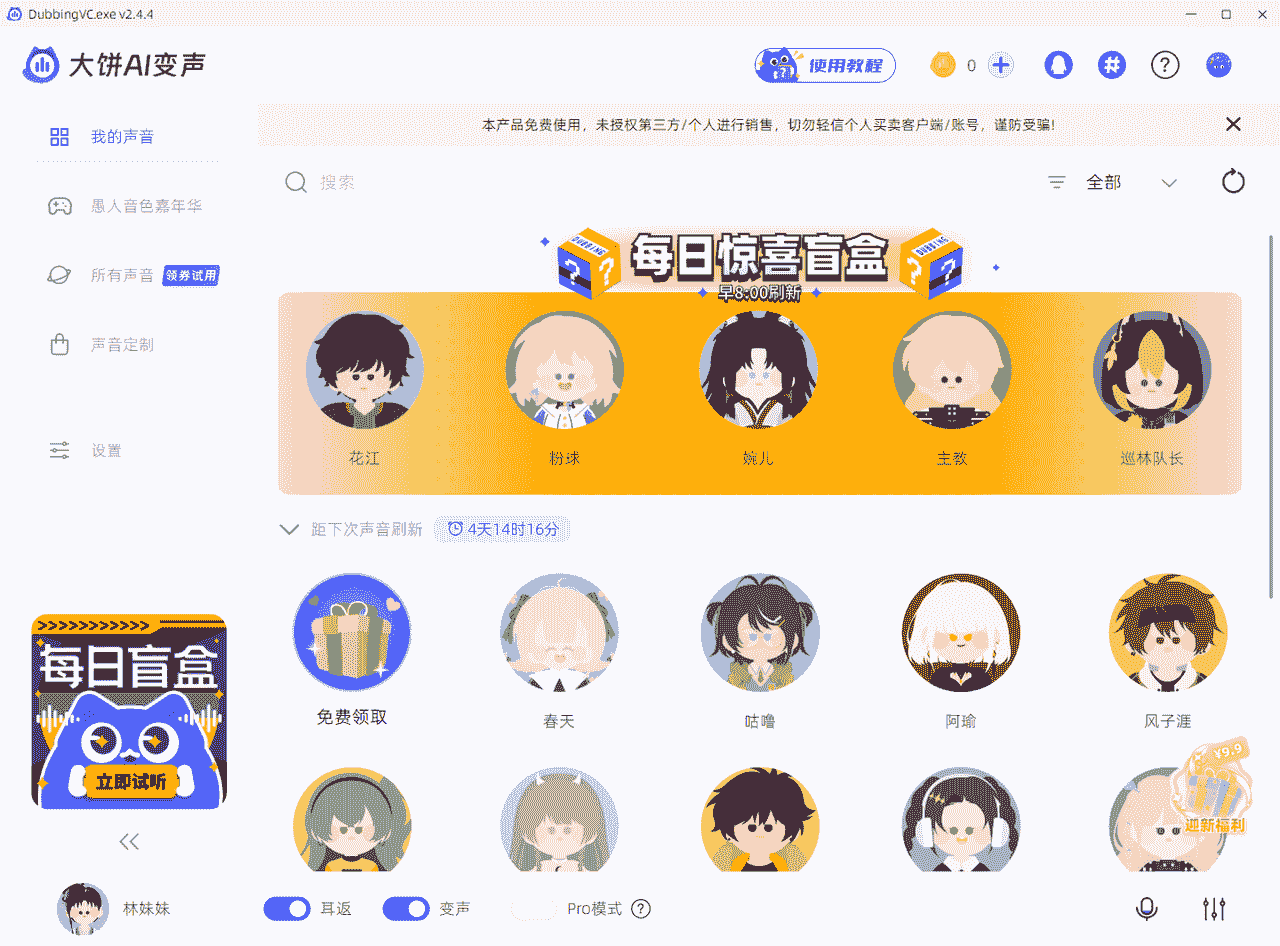 DubbingVC.exe v2.4.4
大饼AI变声
使用教程
0
本产品免费使用，未授权第三方/个人进行销售，切勿轻信个人买卖客户端/账号，谨防受骗!
我的声音
愚人音色嘉年华
所有声音 领券试用
声音定制
设置
搜索
全部
DUBBING
每日惊喜盲盒
DUBBING
早8:00刷新
花江
粉球
婉儿
主教
巡林队长
距下次声音刷新
4天14时16分
免费领取
春天
咕噜
阿瑜
风子涯
每日盲盒
立即试听
¥9.9
迎新福利
林妹妹
耳返
变声
Pro模式